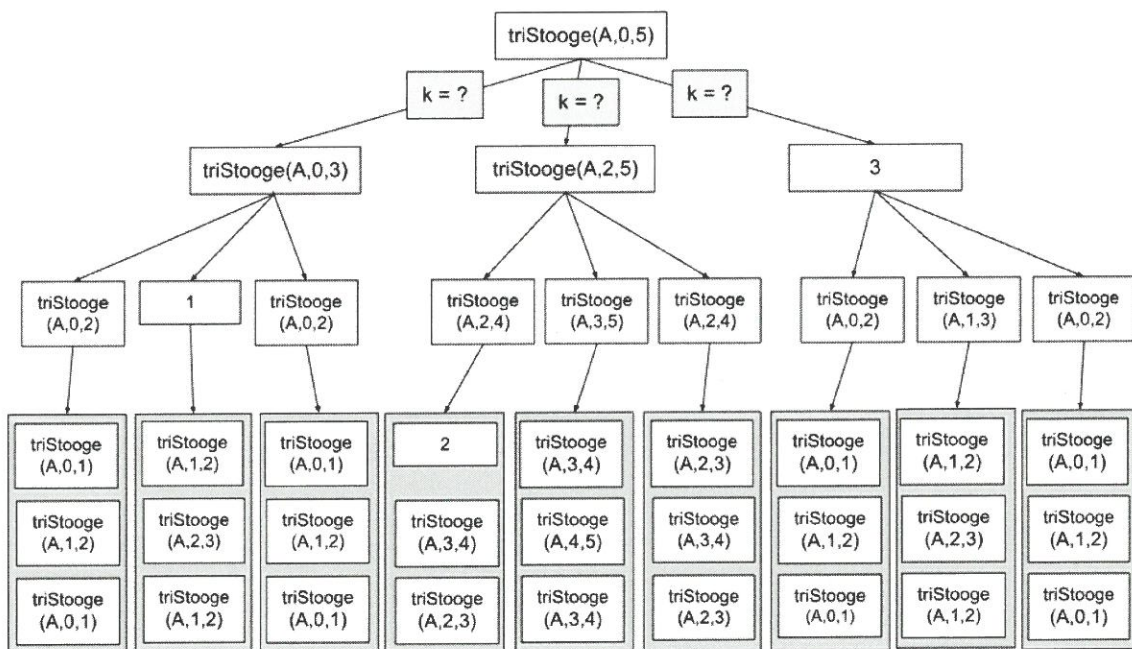 triStooge(A,0,5)
k = ?
k = ?
k = ?
triStooge(A,0,3)
triStooge(A,2,5)
3
triStooge
(A,0,2)
1
triStooge
(A,0,2)
triStooge
(A,2,4)
triStooge
(A,3,5)
triStooge
(A,2,4)
triStooge
(A,0,2)
triStooge
(A,1,3)
triStooge
(A,0,2)
triStooge
(A,0,1)
triStooge
(A,1,2)
triStooge
(A,0,1)
triStooge
(A,1,2)
triStooge
(A,2,3)
triStooge
(A,1,2)
triStooge
(A,0,1)
triStooge
(A,1,2)
triStooge
(A,0,1)
2
triStooge
(A,3,4)
triStooge
(A,2,3)
triStooge
(A,3,4)
triStooge
(A,4,5)
triStooge
(A,3,4)
triStooge
(A,2,3)
triStooge
(A,3,4)
triStooge
(A,2,3)
triStooge
(A,0,1)
triStooge
(A,1,2)
triStooge
(A,0,1)
triStooge
(A,1,2)
triStooge
(A,2,3)
triStooge
(A,1,2)
triStooge
(A,0,1)
triStooge
(A,1,2)
triStooge
(A,0,1)